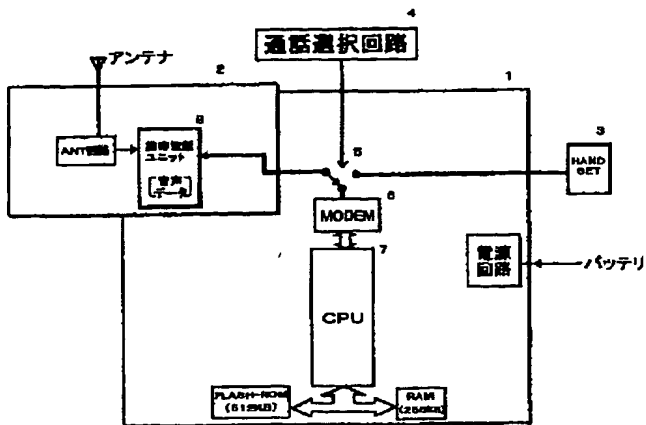 4
通話選択回路
アンテナ
2
1
8
3
ANT回路
ユニット
音声
データ
5
HAND
SET
6
MODEM
7
電源
回路
バッテリ
CPU
FLASH-ROM
(512KB)
RAM
(256KB)